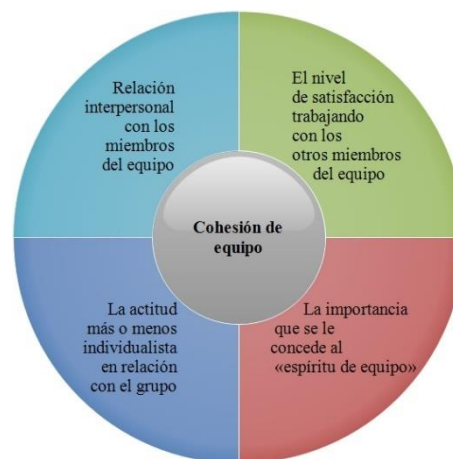 Relación
interpersonal
con los
miembros
del equipo
El nivel
de satisfacción
trabajando
con los
otros miembros
del equipo
Cohesión de
equipo
La actitud
más o menos
individualista
en relación
con el grupo
La importancia
que se le
concede al
«espíritu de equipo»